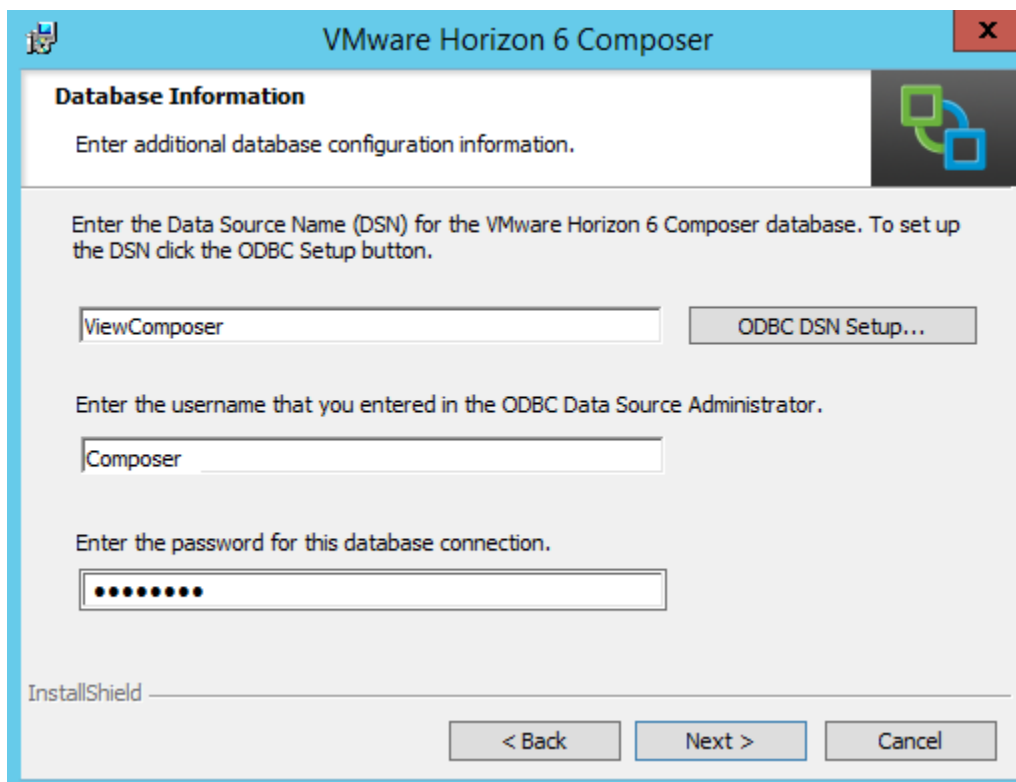 VMware Horizon 6 Composer
x
Database Information
Enter additional database configuration information.
Enter the Data Source Name (DSN) for the VMware Horizon 6 Composer database. To set up
the DSN click the ODBC Setup button.
ViewComposer
ODBC DSN Setup...
Enter the username that you entered in the ODBC Data Source Administrator.
Composer
Enter the password for this database connection.
••••••••
InstallShield
< Back
Next >
Cancel